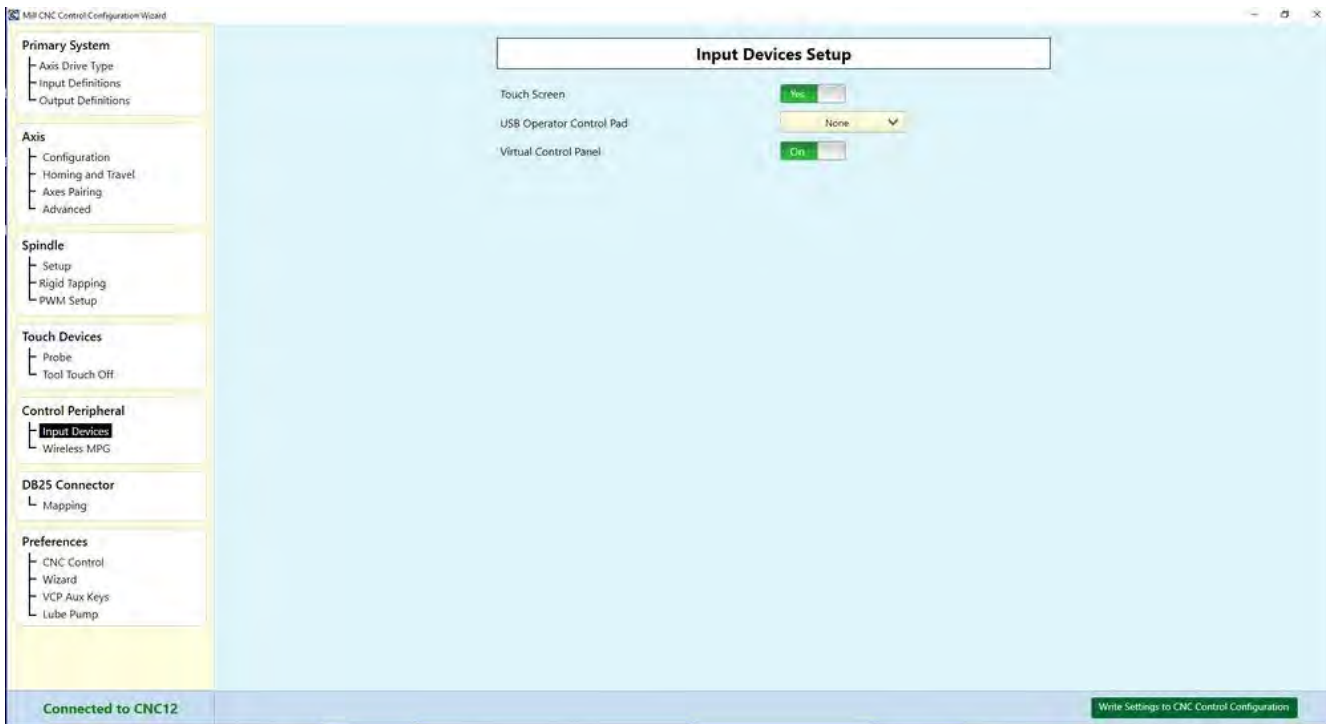 Mill CNC Control Configuration Wizard
Primary System
Axis Drive Type
Input Definitions
Output Definitions
Axis
Configuration
Homing and Travel
Axes Pairing
Advanced
Spindle
Setup
Rigid Tapping
PWM Setup
Touch Devices
Probe
Tool Touch Off
Control Peripheral
Input Devices
Wireless MPG
DB25 Connector
Mapping
Preferences
CNC Control
Wizard
VCP Aux Keys
Lube Pump
Connected to CNC12
Input Devices Setup
Touch Screen Yes
USB Operator Control Pad None
Virtual Control Panel On
Write Settings to CNC Control Configuration